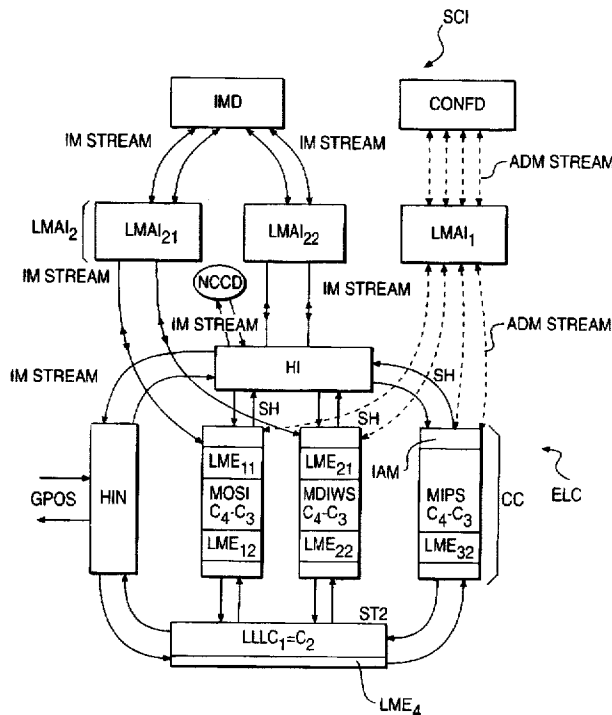 SCI
IMD
CONFD
IM STREAM
IM STREAM
ADM STREAM
LMAI2
LMAI21
LMAI22
LMAI1
IM STREAM
NCCD
IM STREAM
IM STREAM
ADM STREAM
IM STREAM
HI
SH
SH
SH
IAM
LME11
LME21
GPOS
HIN
MOSI
C4-C3
MDIWS
C4-C3
MIPS
C4-C3
CC
ELC
LME12
LME22
LME32
ST2
LLLC1=C2
LME4